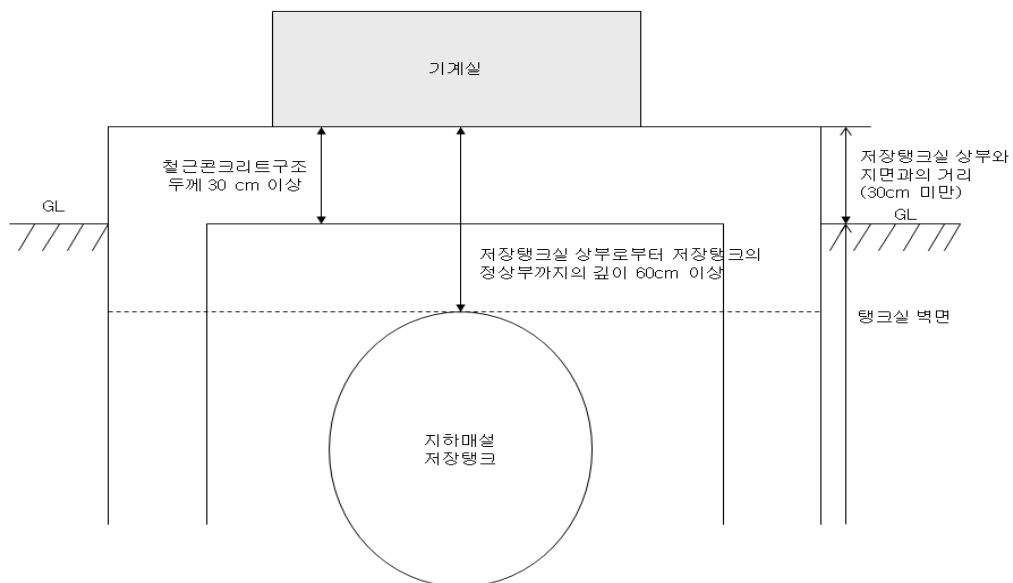 기계실
철근콘크리트구조
두께 30 cm 이상
저장탱크실 상부와
지면과의 거리
(30cm 미만)
GL
GL
저장탱크실 상부로부터 저장탱크의
정상부까지의 깊이 60cm 이상
탱크실 벽면
지하매설
저장탱크